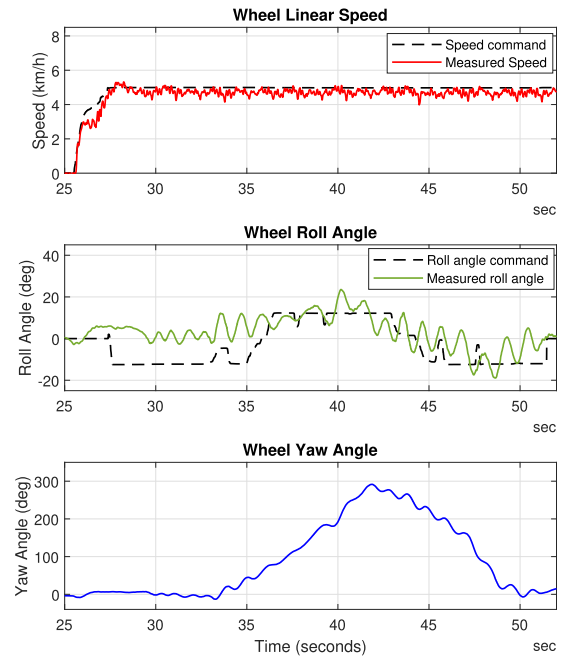 Wheel Linear Speed
Speed (km/h)
8
6
4
2
0
Speed command
Measured Speed
25 30 35 40 45 50
sec
Wheel Roll Angle
Roll Angle (deg)
40
20
0
-20
Roll angle command
Measured roll angle
25 30 35 40 45 50
sec
Wheel Yaw Angle
Yaw Angle (deg)
300
200
100
0
25 30 35 40 45 50
Time (seconds)
sec